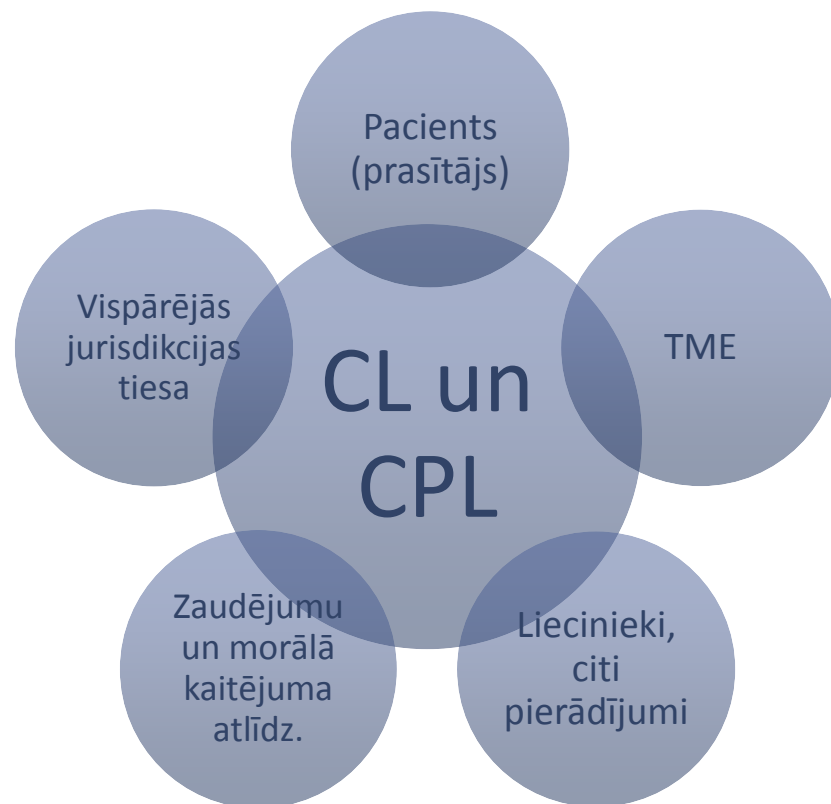 Pacients
(prasītājs)
TME
Liecinieki,
citi
pierādījumi
Zaudējumu
un morālā
kaitējuma
atlīdz.
Vispārējās
jurisdikcijas
tiesa
CL un
CPL